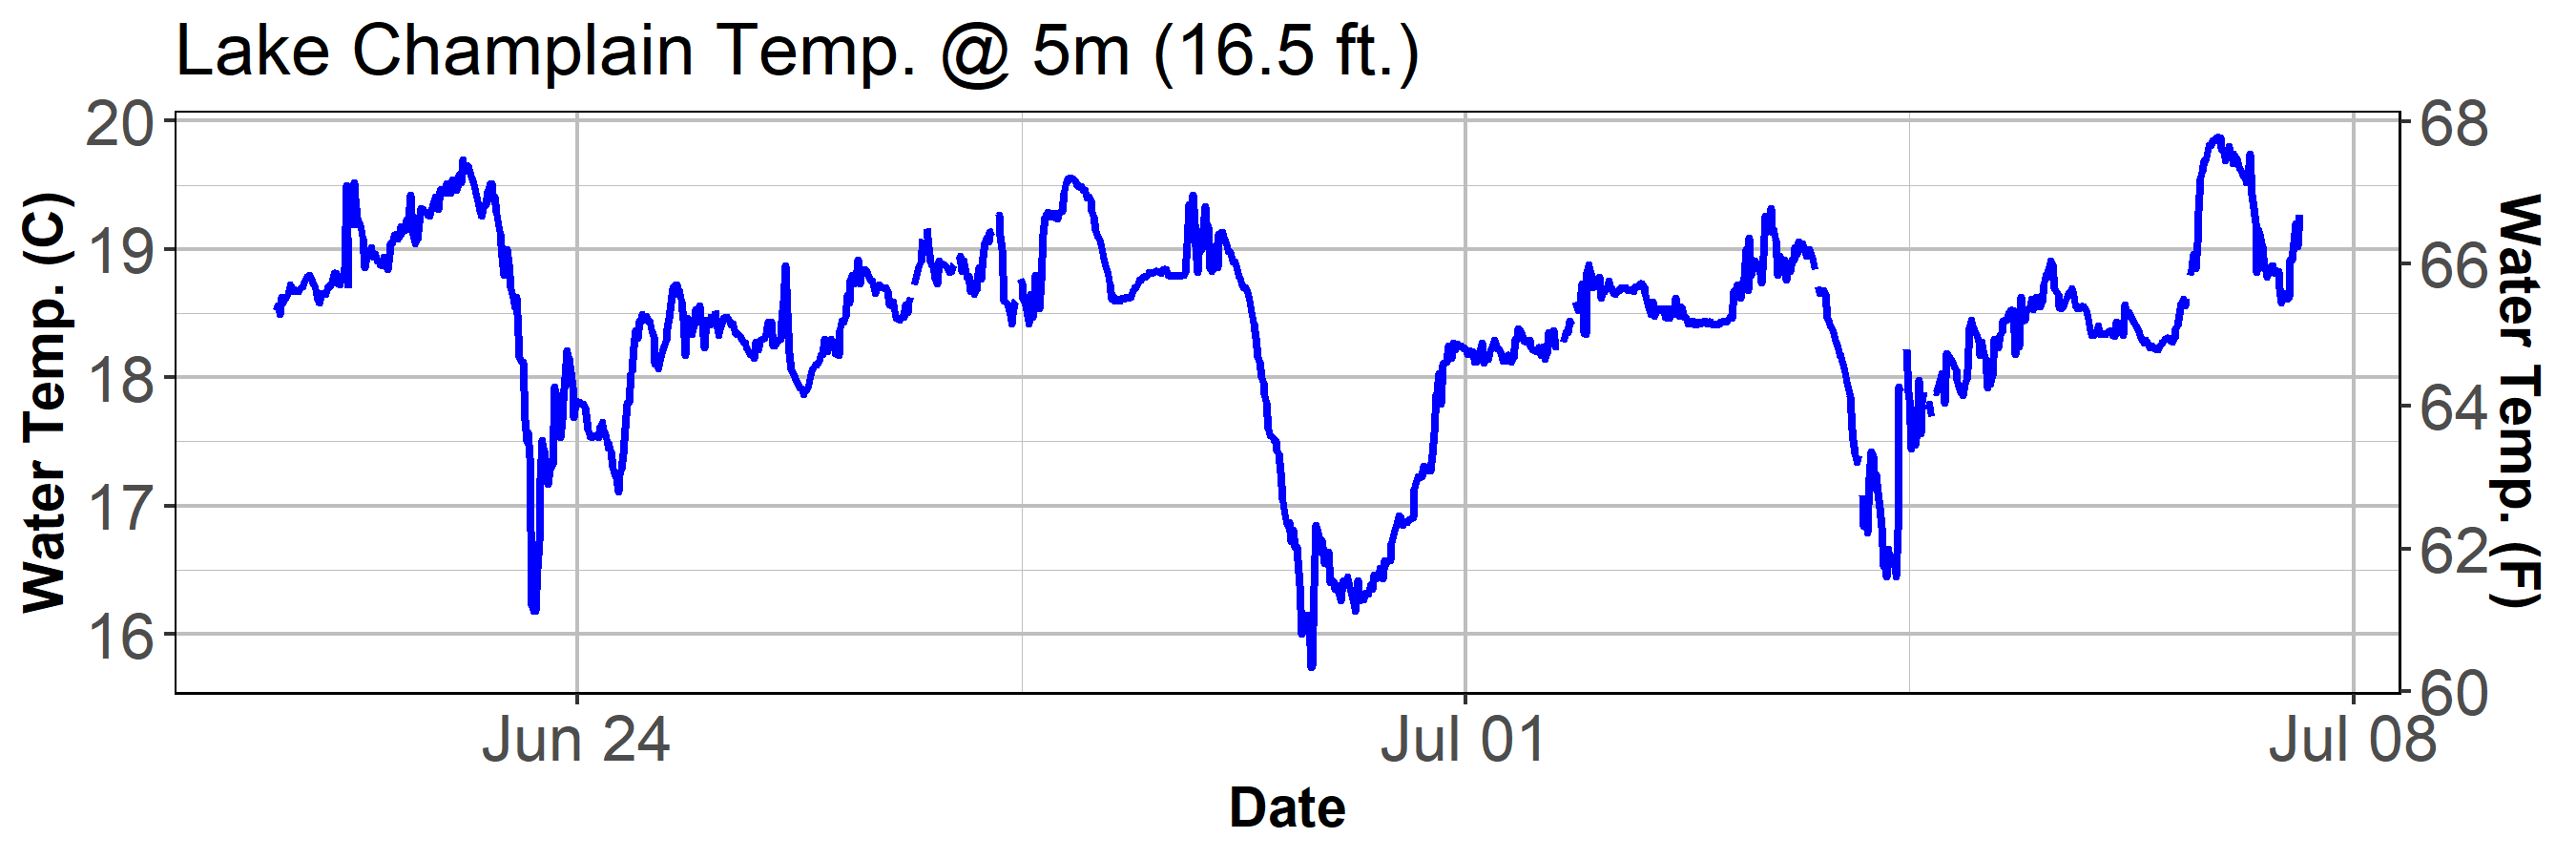 Lake Champlain Temp. @ 5m (16.5 ft.)
20
19
18
17
16
Water Temp. (C)
68
66
64
62
60
Water Temp. (F)
Jun 24
Jul 01
Jul 08
Date